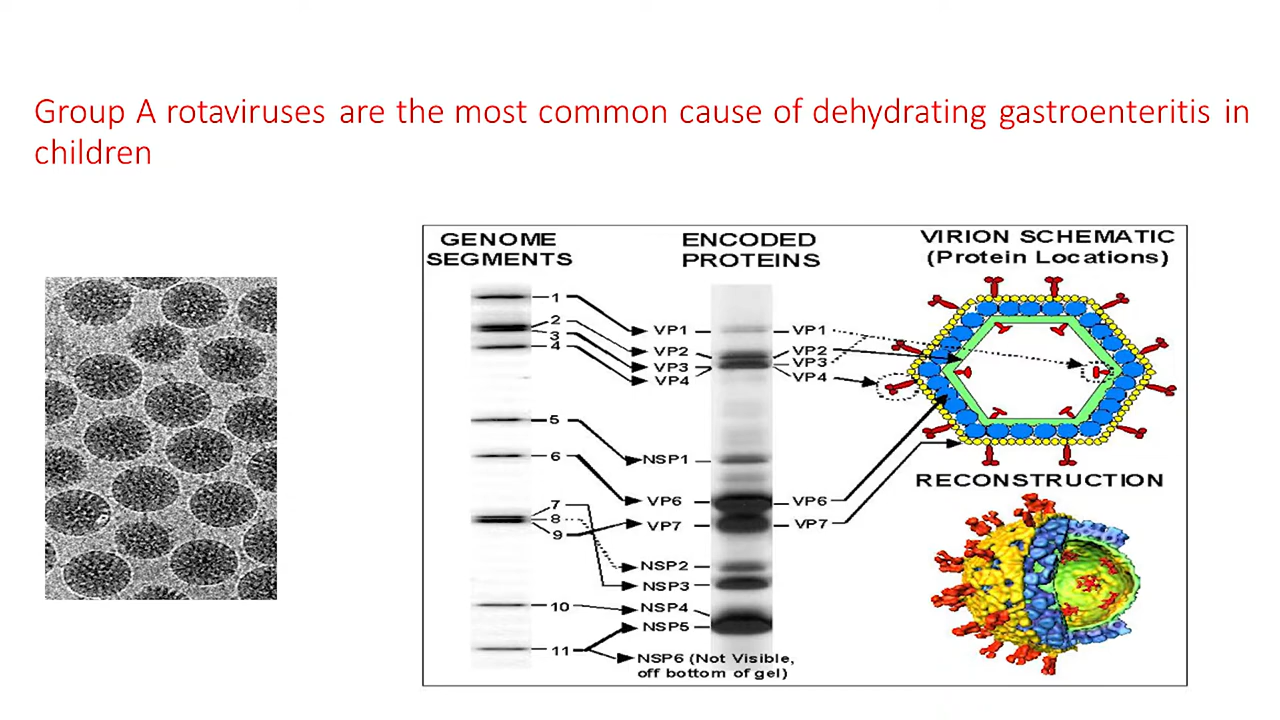 Group A rotaviruses are the most common cause of dehydrating gastroenteritis in
children
GENOME
SEGMENTS
1
2
3
4
5
6
7
8
9
10
11
ENCODED
PROTEINS
VP1
VP2
VP3
VP4
NSP1
VP6
VP7
NSP2
NSP3
NSP4
NSP5
NSP6 (Not Visible,
off bottom of gel)
VP1
VP2
VP3
VP4
VP6
VP7
VIRION SCHEMATIC
(Protein Locations)
RECONSTRUCTION